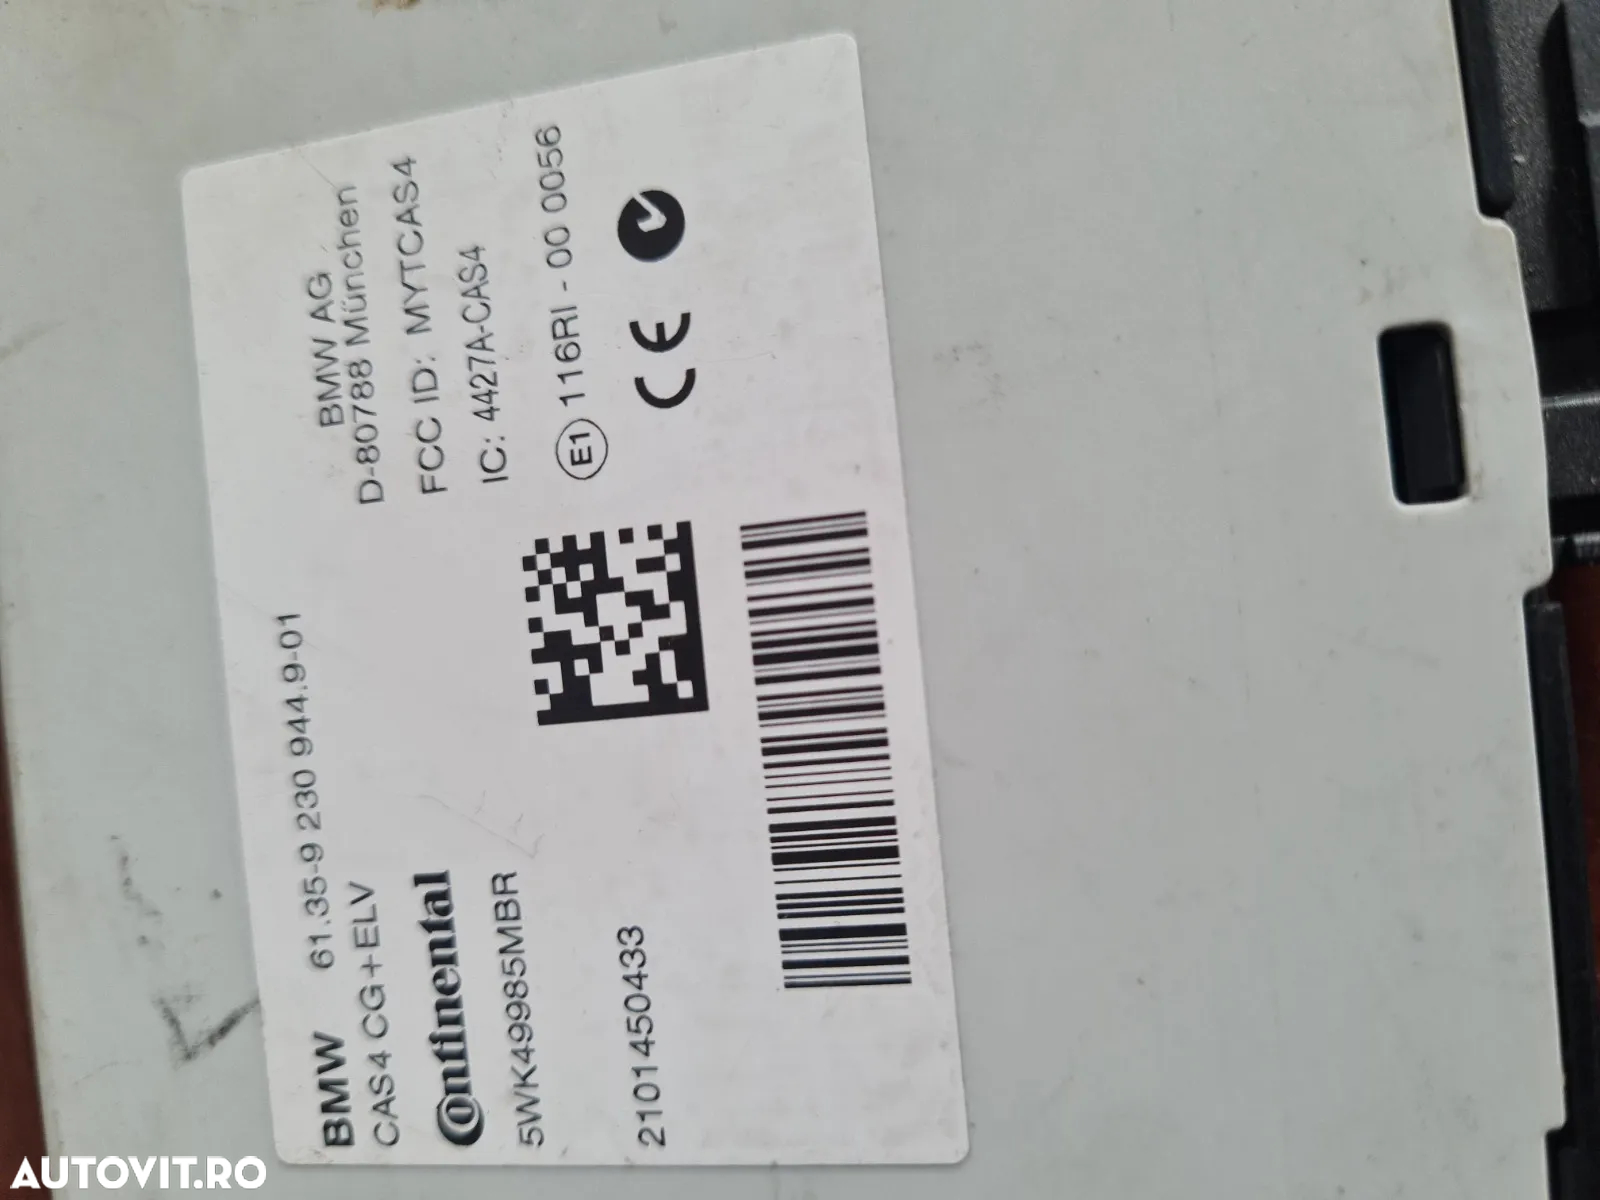 BMW 61.35-9 230 944.9-01
CAS4 CG+ELV
Continental
5WK49985MBR
2101450433
BMW AG
D-80788 München
FCC ID: MYTCAS4
IC: 4427A-CAS4
E1 116RI - 00 0056
CE
AUTOVIT.RO